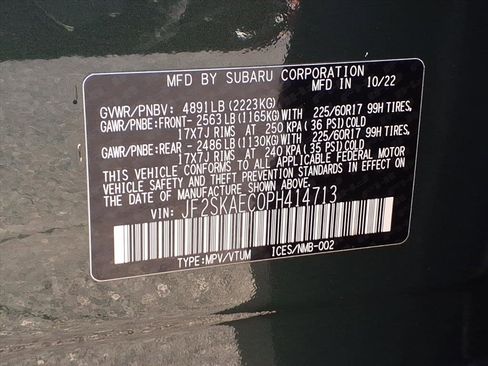 MFD BY SUBARU CORPORATION
MFD IN 10/22
GVWR/PNBV: 4891LB(2223KG)
GAWR/PNBE:FRONT-2563LB(1165KG)WITH 225/60R17 99H TIRES,
17X7J RIMS AT 250 KPA(36 PSI)COLD
GAWR/PNBE:REAR -2486LB(1130KG)WITH 225/60R17 99H TIRES,
17X7J RIMS AT 240 KPA(35 PSI)COLD
THIS VEHICLE CONFORMS TO ALL APPLICABLE FEDERAL MOTOR
VEHICLE SAFETY AND THEFT PREVENTION STANDARDS IN EFFECT ON
THE DATE OF MANUFACTURE SHOWN ABOVE.
VIN: JF2SKAEC0PH414713
TYPE:MPV/VTUM ICES/NMB-002